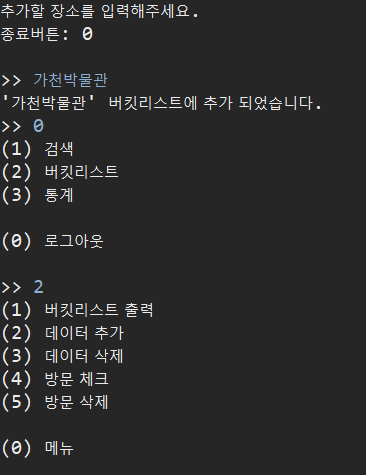 추가할 장소를 입력해주세요.
종료버튼: 0
>> 가천박물관
'가천박물관' 버킷리스트에 추가 되었습니다.
>> 0
(1) 검색
(2) 버킷리스트
(3) 통계
(0) 로그아웃
>> 2
(1) 버킷리스트 출력
(2) 데이터 추가
(3) 데이터 삭제
(4) 방문 체크
(5) 방문 삭제
(0) 메뉴